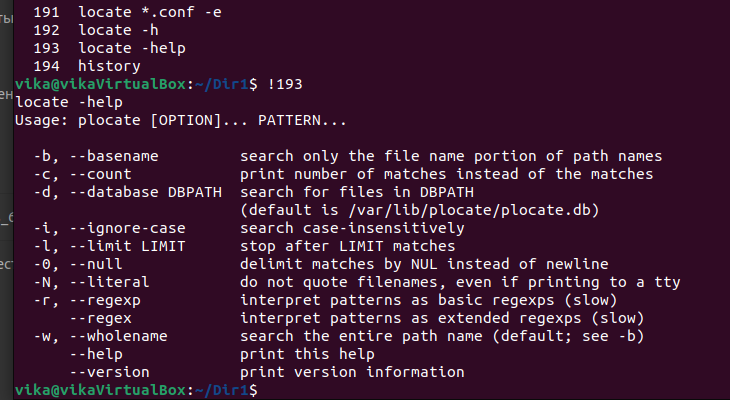 ты
191  locate *.conf -e
192  locate -h
193  locate -help
194  history
vika@vikaVirtualBox:~/Dir1$ !193
locate -help
Usage: plocate [OPTION]... PATTERN...
-b, --basename          search only the file name portion of path names
-c, --count             print number of matches instead of the matches
-d, --database DBPATH   search for files in DBPATH
(default is /var/lib/plocate/plocate.db)
-i, --ignore-case       search case-insensitively
-l, --limit LIMIT       stop after LIMIT matches
-0, --null              delimit matches by NUL instead of newline
-N, --literal           do not quote filenames, even if printing to a tty
-r, --regexp            interpret patterns as basic regexps (slow)
--regex             interpret patterns as extended regexps (slow)
-w, --wholename         search the entire path name (default; see -b)
--help              print this help
--version           print version information
vika@vikaVirtualBox:~/Dir1$